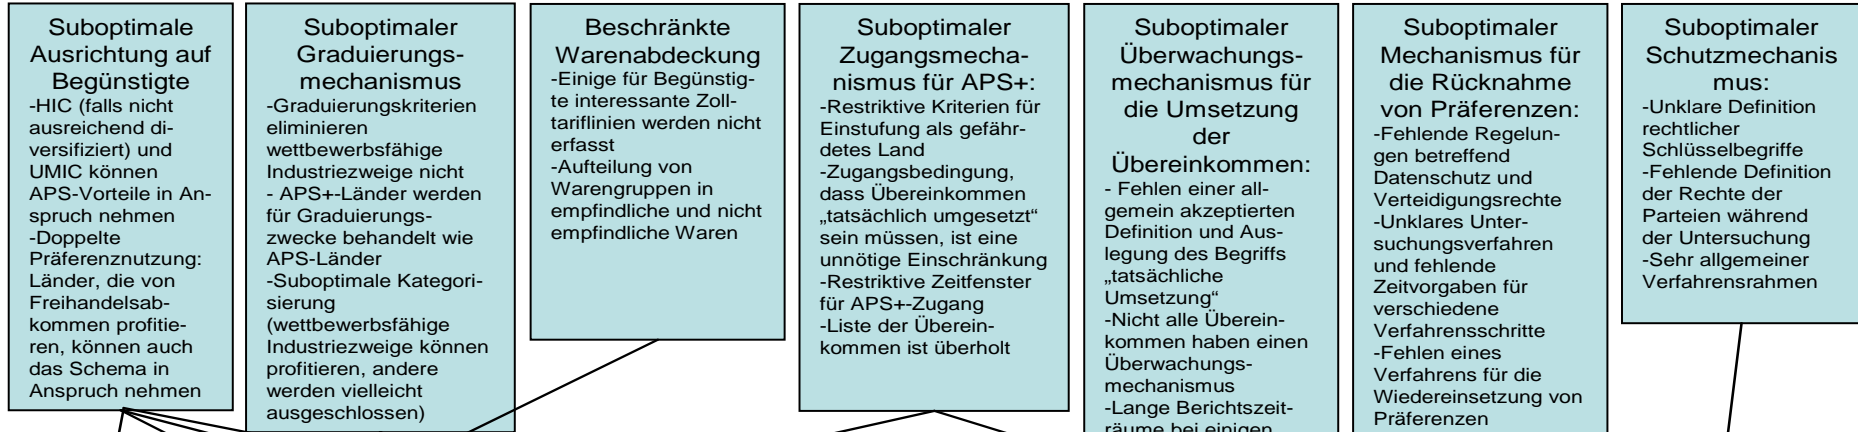 Suboptimale
Ausrichtung auf
Begünstigte
-HIC (falls nicht
ausreichend di-
versifiziert) und
UMIC können
APS-Vorteile in An-
spruch nehmen
-Doppelte
Präferenznutzung:
Länder, die von
Freihandelsab-
kommen profitie-
ren, können auch
das Schema in
Anspruch nehmen
Suboptimaler
Graduierungs-
mechanismus
-Graduierungskriterien
eliminieren
wettbewerbsfähige
Industriezweige nicht
- APS+-Länder werden
für Graduierungs-
zwecke behandelt wie
APS-Länder
-Suboptimale Kategori-
sierung
(wettbewerbsfähige
Industriezweige können
profitieren, andere
werden vielleicht
ausgeschlossen)
Beschränkte
Warenabdeckung
-Einige für Begünstig-
te interessante Zoll-
tariflinien werden nicht
erfasst
-Aufteilung von
Warengruppen in
empfindliche und nicht
empfindliche Waren
Suboptimaler
Zugangsmecha-
nismus für APS+:
-Restriktive Kriterien für
Einstufung als gefähr-
detes Land
-Zugangsbedingung,
dass Übereinkommen
„tatsächlich umgesetzt“
sein müssen, ist eine
unnötige Einschränkung
-Restriktive Zeitfenster
für APS+-Zugang
-Liste der Überein-
kommen ist überholt
Suboptimaler
Überwachungs-
mechanismus für
die Umsetzung
der
Übereinkommen:
- Fehlen einer all-
gemein akzeptierten
Definition und Aus-
legung des Begriffs
„tatsächliche
Umsetzung“
-Nicht alle Überein-
kommen haben einen
Überwachungs-
mechanismus
-Lange Berichtszeit-
räume bei einigen
Suboptimaler
Mechanismus für
die Rücknahme
von Präferenzen:
-Fehlende Regelun-
gen betreffend
Datenschutz und
Verteidigungsrechte
-Unklares Unter-
suchungsverfahren
und fehlende
Zeitvorgaben für
verschiedene
Verfahrensschritte
-Fehlen eines
Verfahrens für die
Wiedereinsetzung von
Präferenzen
Suboptimaler
Schutzmechanis
mus:
-Unklare Definition
rechtlicher
Schlüsselbegriffe
-Fehlende Definition
der Rechte der
Parteien während
der Untersuchung
-Sehr allgemeiner
Verfahrensrahmen